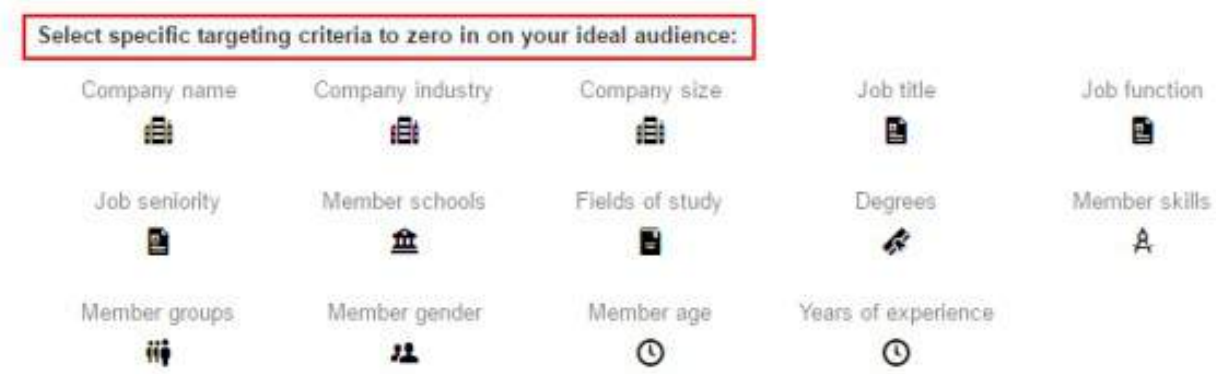 Select specific targeting criteria to zero in on your ideal audience:
Company name Company industry Company size Job title Job function
Job seniority Member schools Fields of study Degrees Member skills
Member groups Member gender Member age Years of experience